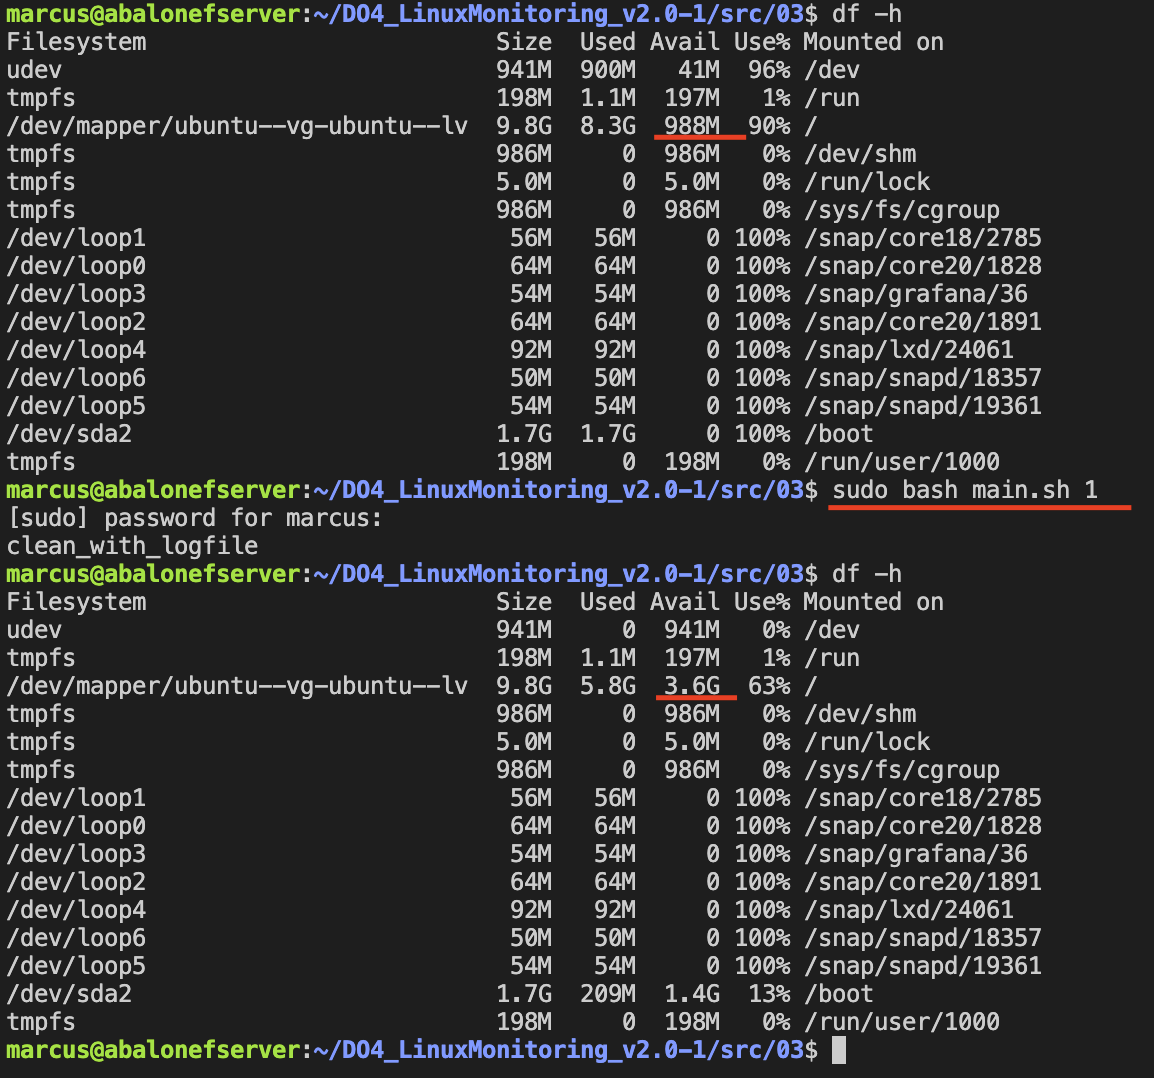 marcus@abalonefserver:~/DO4_LinuxMonitoring_v2.0-1/src/03$ df -h
Filesystem                         Size  Used Avail Use% Mounted on
udev                               941M  900M   41M  96% /dev
tmpfs                              198M  1.1M  197M   1% /run
/dev/mapper/ubuntu--vg-ubuntu--lv  9.8G  8.3G  988M  90% /
tmpfs                              986M     0  986M   0% /dev/shm
tmpfs                              5.0M     0  5.0M   0% /run/lock
tmpfs                              986M     0  986M   0% /sys/fs/cgroup
/dev/loop1                          56M   56M     0 100% /snap/core18/2785
/dev/loop0                          64M   64M     0 100% /snap/core20/1828
/dev/loop3                          54M   54M     0 100% /snap/grafana/36
/dev/loop2                          64M   64M     0 100% /snap/core20/1891
/dev/loop4                          92M   92M     0 100% /snap/lxd/24061
/dev/loop6                          50M   50M     0 100% /snap/snapd/18357
/dev/loop5                          54M   54M     0 100% /snap/snapd/19361
/dev/sda2                          1.7G  1.7G     0 100% /boot
tmpfs                              198M     0  198M   0% /run/user/1000
marcus@abalonefserver:~/DO4_LinuxMonitoring_v2.0-1/src/03$ sudo bash main.sh 1
[sudo] password for marcus:
clean_with_logfile
marcus@abalonefserver:~/DO4_LinuxMonitoring_v2.0-1/src/03$ df -h
Filesystem                         Size  Used Avail Use% Mounted on
udev                               941M     0  941M   0% /dev
tmpfs                              198M  1.1M  197M   1% /run
/dev/mapper/ubuntu--vg-ubuntu--lv  9.8G  5.8G  3.6G  63% /
tmpfs                              986M     0  986M   0% /dev/shm
tmpfs                              5.0M     0  5.0M   0% /run/lock
tmpfs                              986M     0  986M   0% /sys/fs/cgroup
/dev/loop1                          56M   56M     0 100% /snap/core18/2785
/dev/loop0                          64M   64M     0 100% /snap/core20/1828
/dev/loop3                          54M   54M     0 100% /snap/grafana/36
/dev/loop2                          64M   64M     0 100% /snap/core20/1891
/dev/loop4                          92M   92M     0 100% /snap/lxd/24061
/dev/loop6                          50M   50M     0 100% /snap/snapd/18357
/dev/loop5                          54M   54M     0 100% /snap/snapd/19361
/dev/sda2                          1.7G  209M  1.4G  13% /boot
tmpfs                              198M     0  198M   0% /run/user/1000
marcus@abalonefserver:~/DO4_LinuxMonitoring_v2.0-1/src/03$